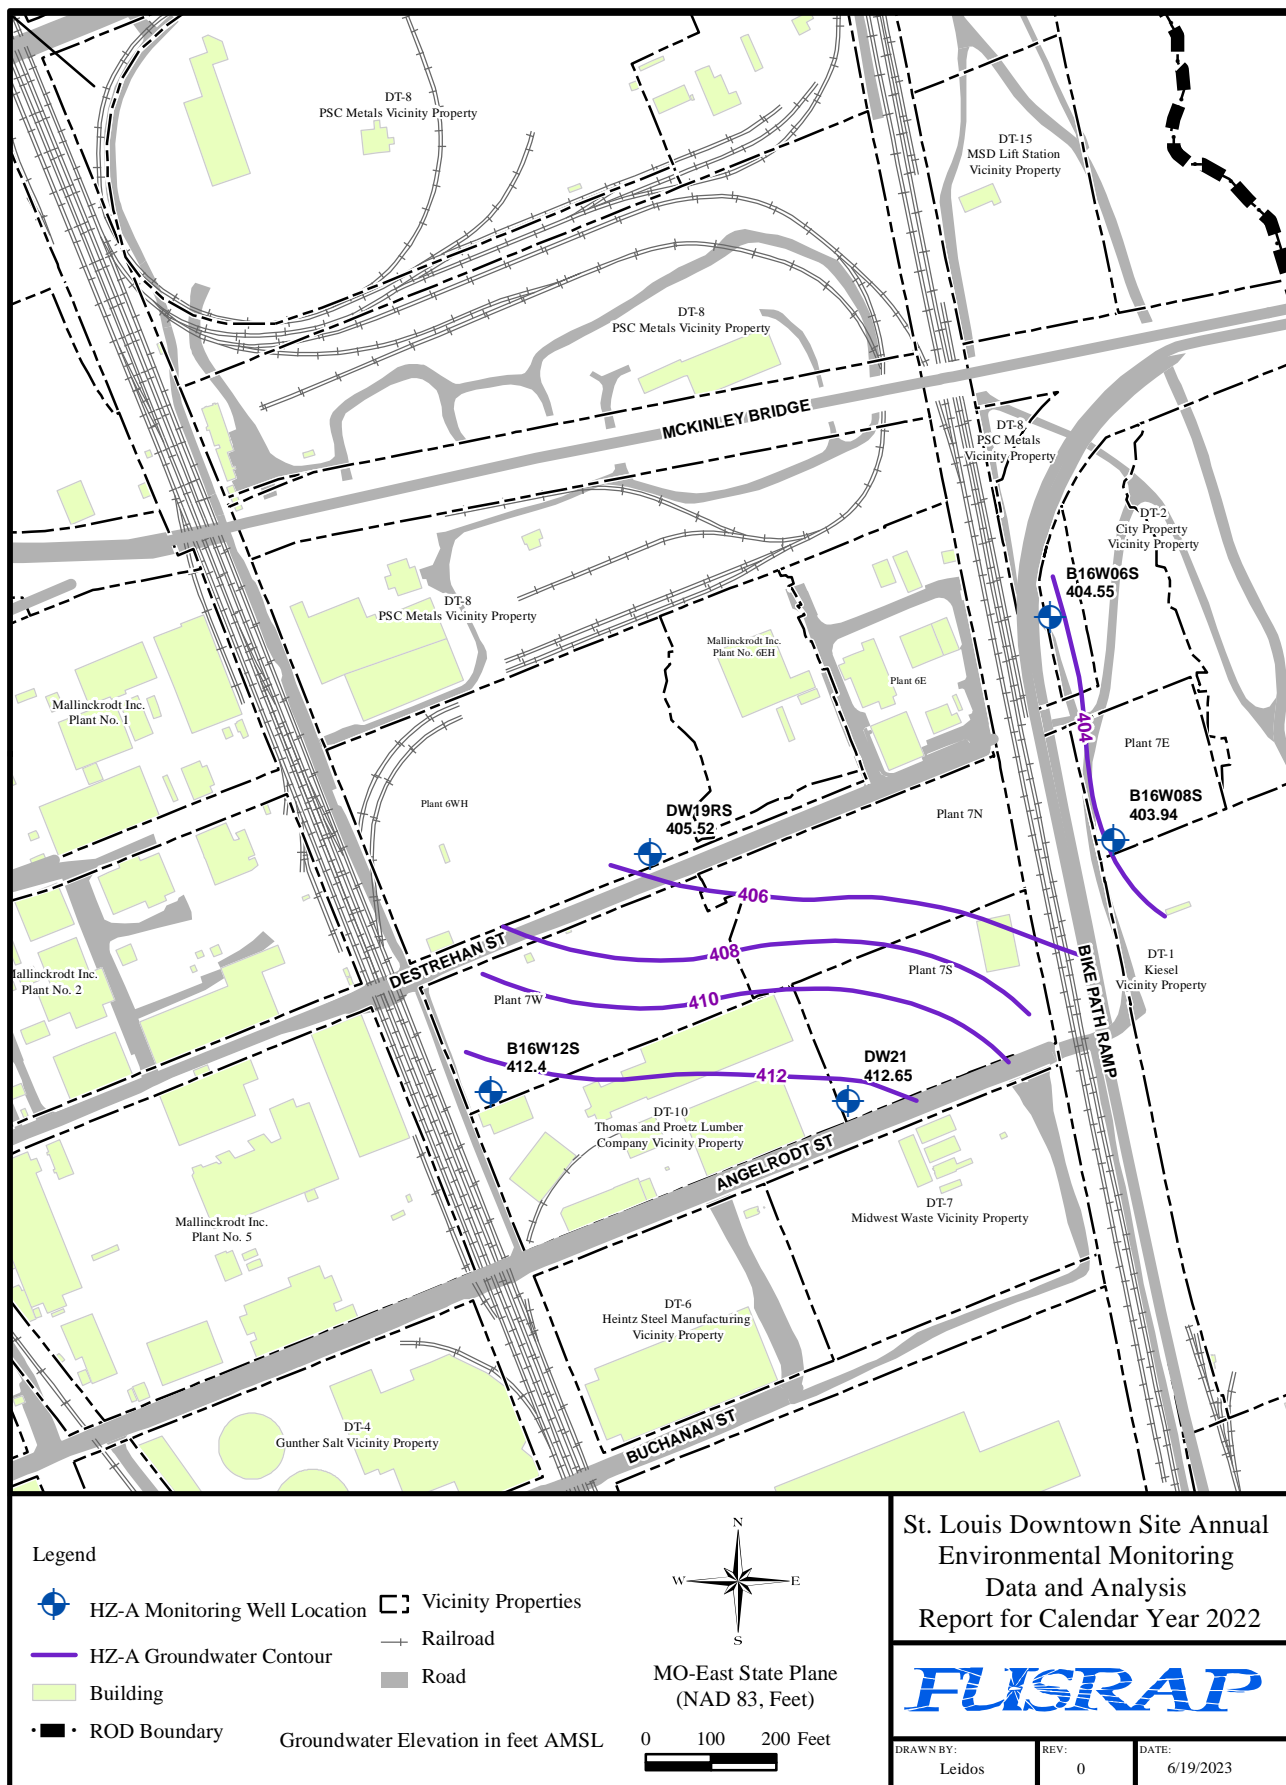 DT-8
PSC Metals Vicinity Property
DT-15
MSD Lift Station
Vicinity Property
DT-8
PSC Metals Vicinity Property
MCKINLEY BRIDGE
DT-8
PSC Metals
Vicinity Property
DT-2
City Property
Vicinity Property
B16W06S
404.55
DT-8
PSC Metals Vicinity Property
Mallinckrodt Inc.
Plant No. 6EH
Plant 6E
Mallinckrodt Inc.
Plant No. 1
404
Plant 7E
Plant 6WH
DW19RS
405.52
Plant 7N
B16W08S
403.94
406
DESTREHAN ST
408
Plant 7S
DT-1
Kiesel
Vicinity Property
Mallinckrodt Inc.
Plant No. 2
Plant 7W
410
BIKE PATH RAMP
B16W12S
412.4
DW21
412.65
412
DT-10
Thomas and Proetz Lumber
Company Vicinity Property
ANGELRODT ST
DT-7
Midwest Waste Vicinity Property
Mallinckrodt Inc.
Plant No. 5
DT-6
Heintz Steel Manufacturing
Vicinity Property
BUCHANAN ST
DT-4
Gunther Salt Vicinity Property
Legend
HZ-A Monitoring Well Location
HZ-A Groundwater Contour
Building
ROD Boundary
Vicinity Properties
Railroad
Road
Groundwater Elevation in feet AMSL
N
W E
S
MO-East State Plane
(NAD 83, Feet)
0 100 200 Feet
St. Louis Downtown Site Annual
Environmental Monitoring
Data and Analysis
Report for Calendar Year 2022
FUSRAP
DRAWN BY:
Leidos
REV:
0
DATE:
6/19/2023